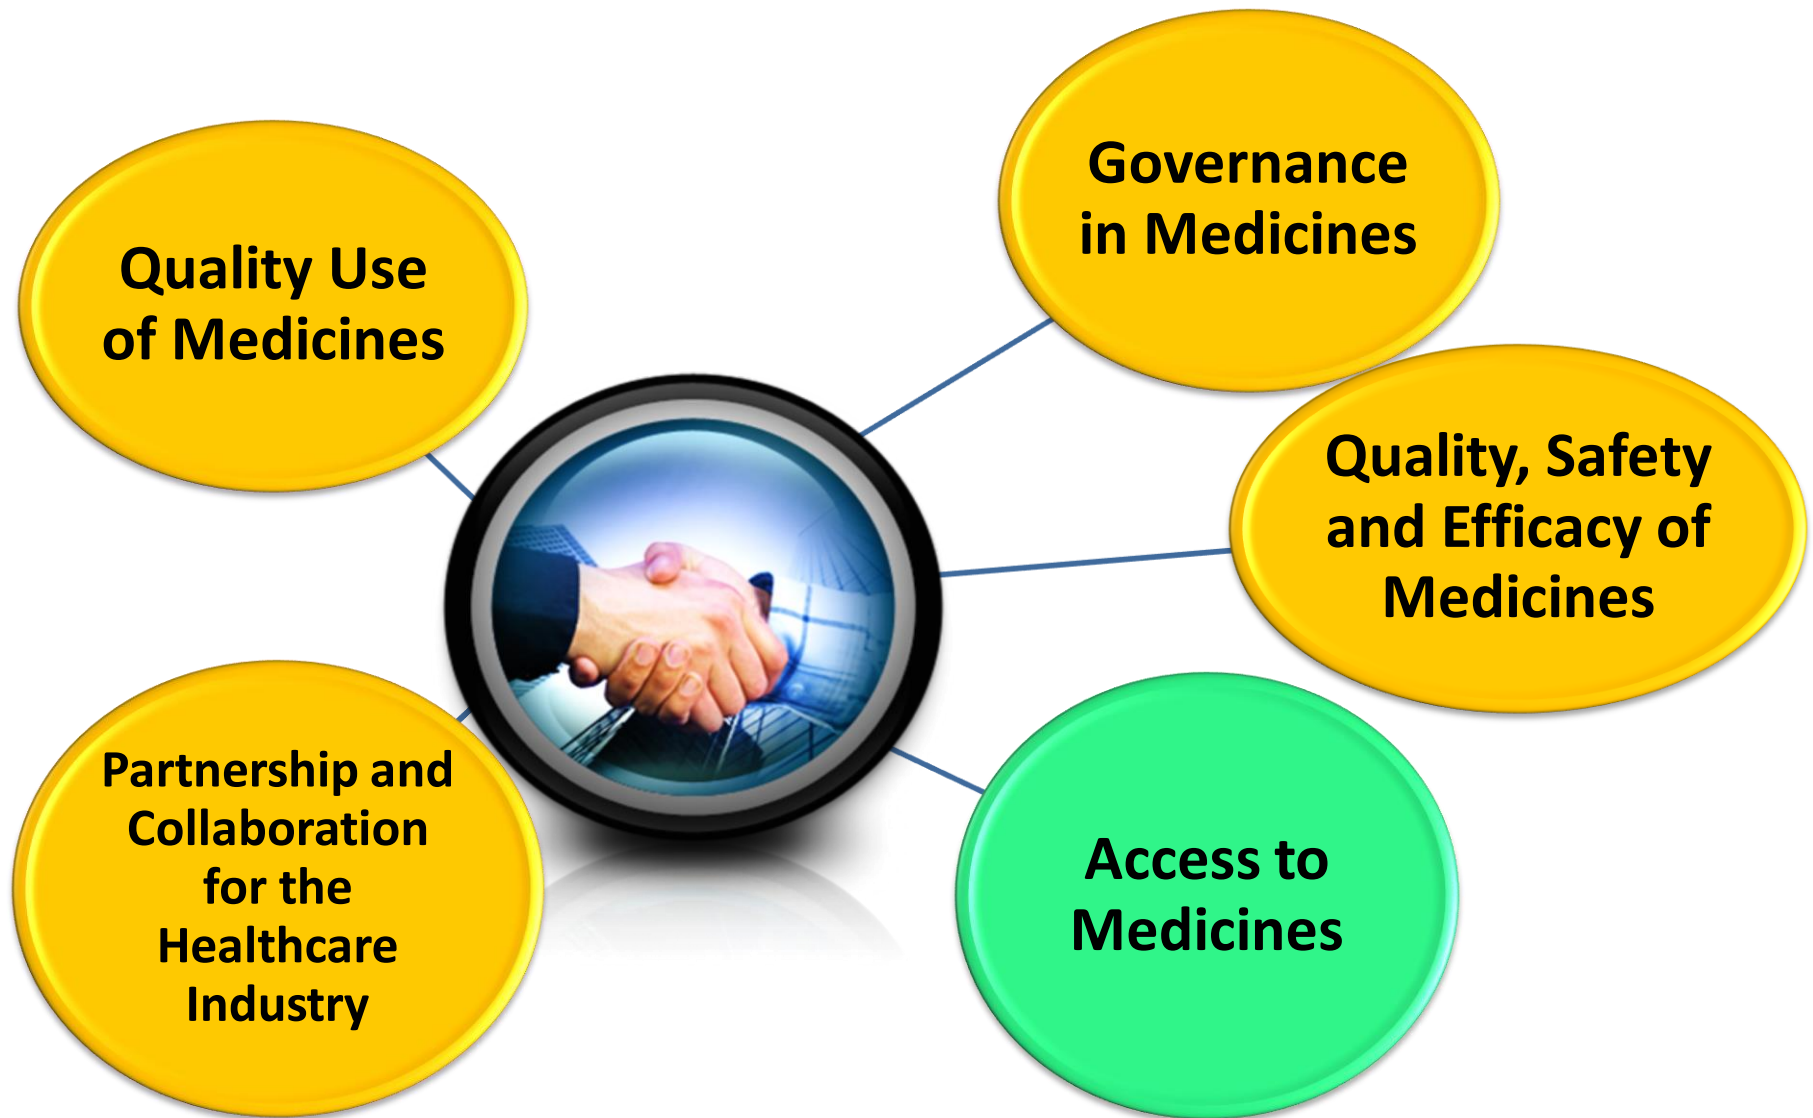 Governance
in Medicines
Quality Use
of Medicines
Quality, Safety
and Efficacy of
Medicines
Partnership and
Collaboration
for the
Healthcare
Industry
Access to
Medicines